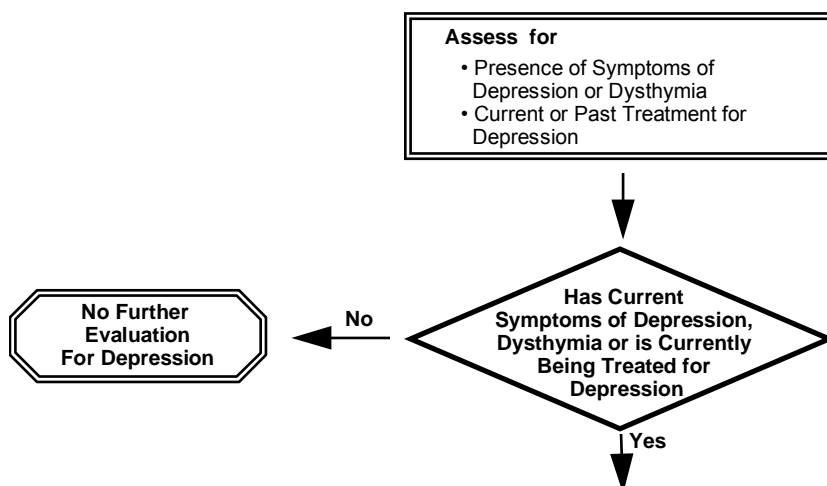 Assess for
• Presence of Symptoms of
Depression or Dysthymia
• Current or Past Treatment for
Depression
Has Current
Symptoms of Depression,
Dysthymia or is Currently
Being Treated for
Depression
No
No Further
Evaluation
For Depression
Yes